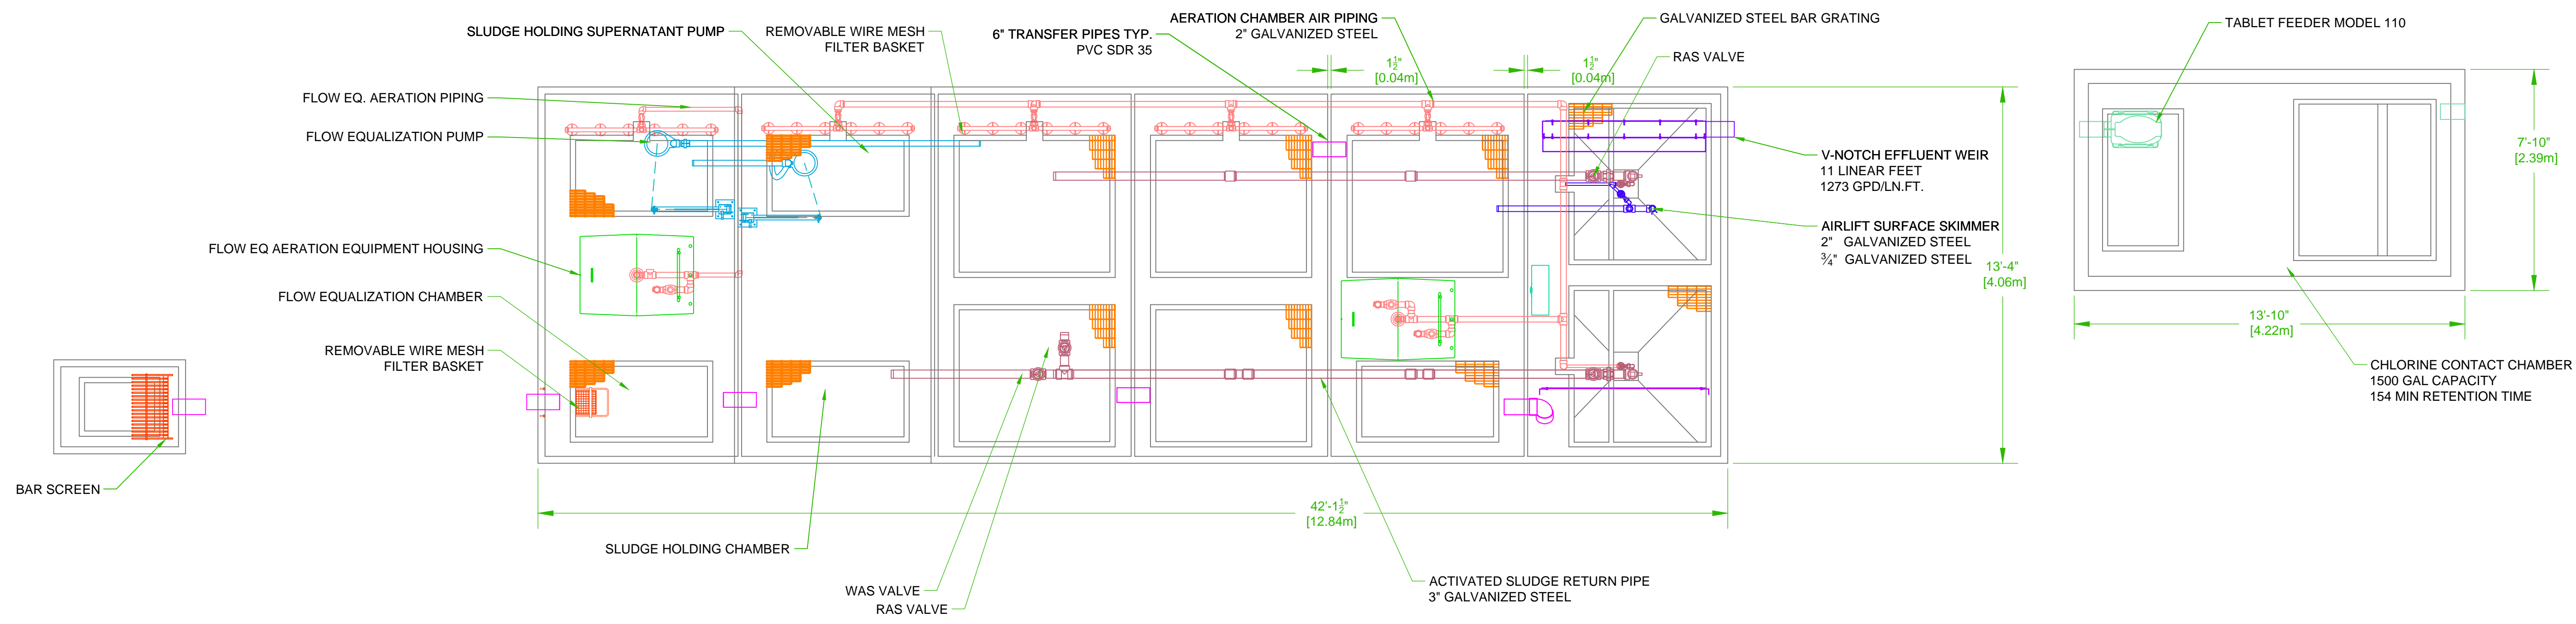 SLUDGE HOLDING SUPERNATANT PUMP
REMOVABLE WIRE MESH
FILTER BASKET
6" TRANSFER PIPES TYP.
PVC SDR 35
AERATION CHAMBER AIR PIPING
2" GALVANIZED STEEL
GALVANIZED STEEL BAR GRATING
RAS VALVE
TABLET FEEDER MODEL 110
1½"
[0.04m]
1½"
[0.04m]
FLOW EQ. AERATION PIPING
FLOW EQUALIZATION PUMP
V-NOTCH EFFLUENT WEIR
11 LINEAR FEET
1273 GPD/LN.FT.
7'-10"
[2.39m]
AIRLIFT SURFACE SKIMMER
2" GALVANIZED STEEL
¾" GALVANIZED STEEL
FLOW EQ AERATION EQUIPMENT HOUSING
13'-4"
[4.06m]
FLOW EQUALIZATION CHAMBER
13'-10"
[4.22m]
REMOVABLE WIRE MESH
FILTER BASKET
CHLORINE CONTACT CHAMBER
1500 GAL CAPACITY
154 MIN RETENTION TIME
BAR SCREEN
42'-1½"
[12.84m]
SLUDGE HOLDING CHAMBER
WAS VALVE
RAS VALVE
ACTIVATED SLUDGE RETURN PIPE
3" GALVANIZED STEEL